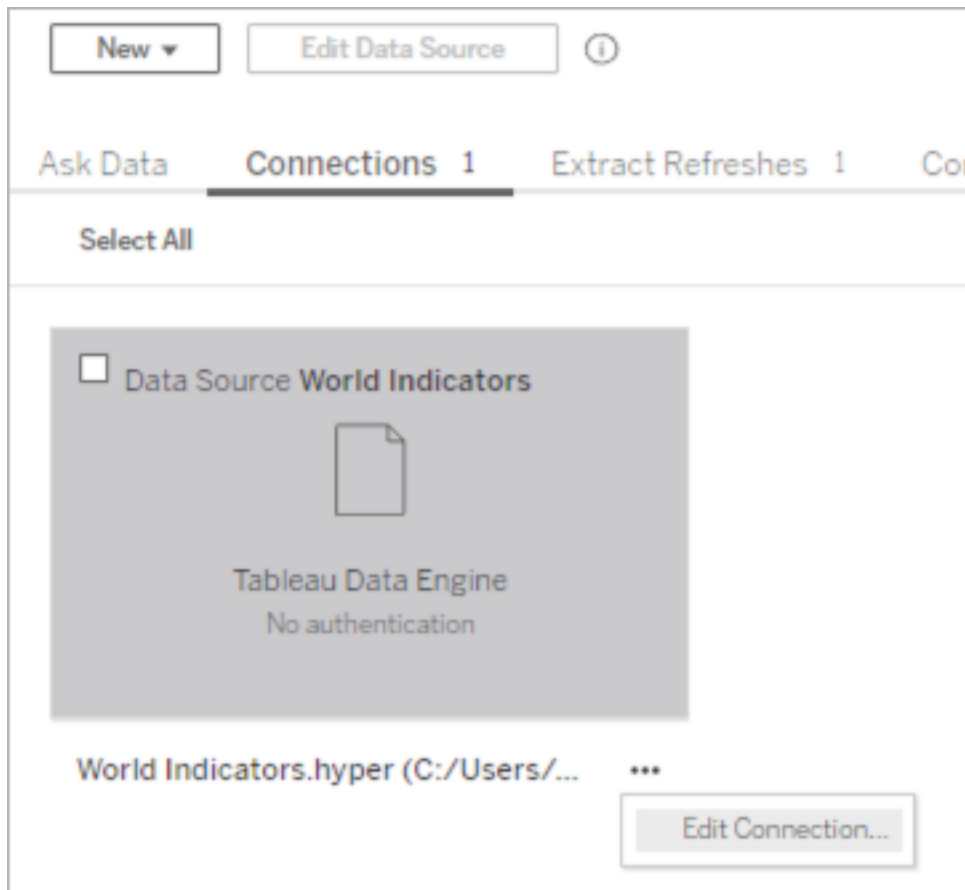 New Edit Data Source
Ask Data Connections 1 Extract Refreshes 1
Select All
Data Source World Indicators
Tableau Data Engine
No authentication
World Indicators.hyper (C:/Users/... •••
Edit Connection...